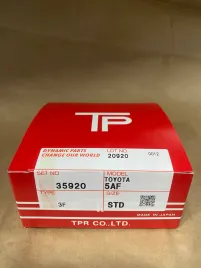 TP
DYNAMIC PARTS
CHANGE OUR WORLD
LOT NO.
20920
SET NO
35920
MODEL
TOYOTA
5AF
TYPE
3F
SIZE
STD
MADE IN JAPAN
TPR CO.,LTD.